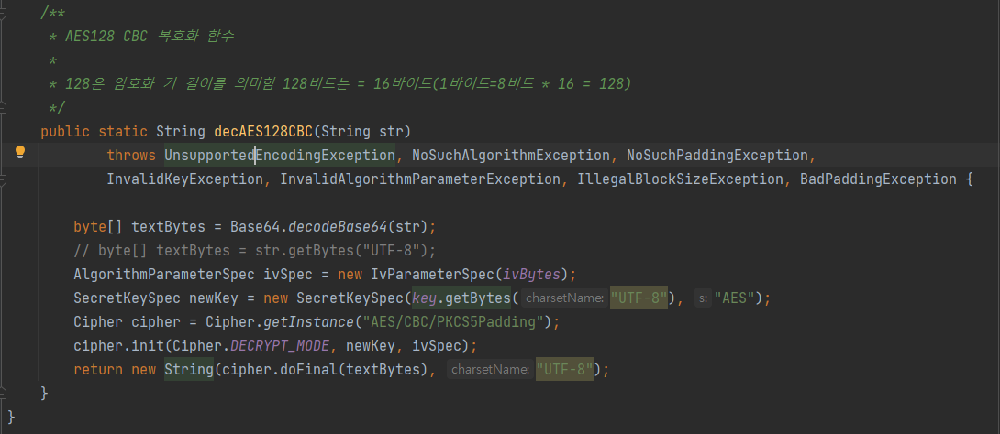 /**
* AES128 CBC 복호화 함수
*
* 128은 암호화 키 길이를 의미함 128비트는 = 16바이트(1바이트=8비트 * 16 = 128)
*/
public static String decAES128CBC(String str)
throws UnsupportedEncodingException, NoSuchAlgorithmException, NoSuchPaddingException,
InvalidKeyException, InvalidAlgorithmParameterException, IllegalBlockSizeException, BadPaddingException {
byte[] textBytes = Base64.decodeBase64(str);
// byte[] textBytes = str.getBytes("UTF-8");
AlgorithmParameterSpec ivSpec = new IvParameterSpec(ivBytes);
SecretKeySpec newKey = new SecretKeySpec(key.getBytes( charsetName: "UTF-8"), s: "AES");
Cipher cipher = Cipher.getInstance("AES/CBC/PKCS5Padding");
cipher.init(Cipher.DECRYPT_MODE, newKey, ivSpec);
return new String(cipher.doFinal(textBytes), charsetName: "UTF-8");
}
}